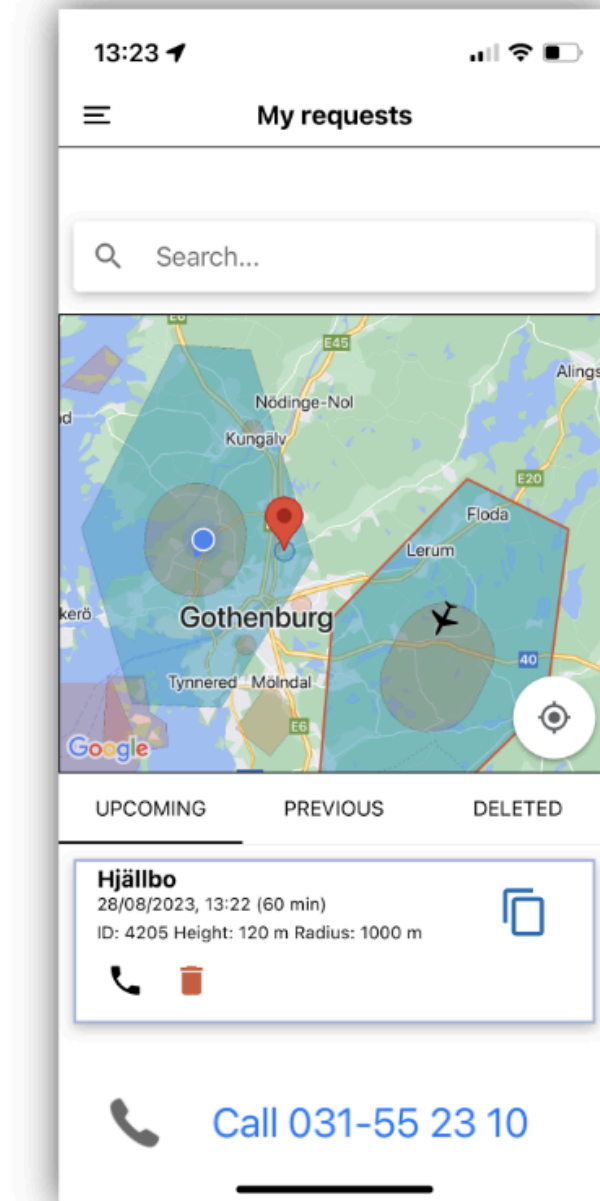 13:23
My requests
Search...
E6
E45
Alings
Nödinge-Nol
d
Kungälv
E20
Floda
Lerum
kerö
Gothenburg
40
Tynnered
Mölndal
E6
Google
UPCOMING
PREVIOUS
DELETED
Hjällbo
28/08/2023, 13:22 (60 min)
ID: 4205 Height: 120 m Radius: 1000 m
Call 031-55 23 10